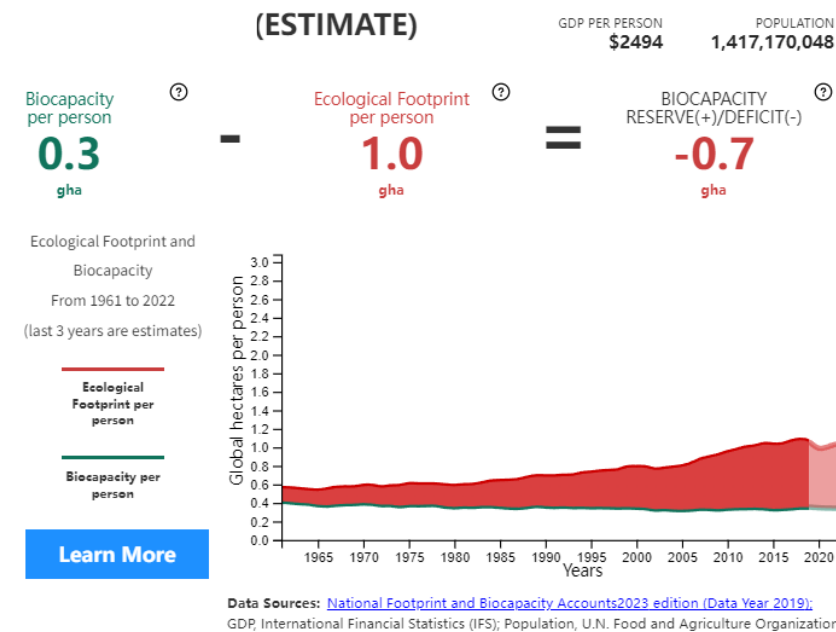 (ESTIMATE)
GDP PER PERSON
$2494
POPULATION
1,417,170,048
Biocapacity
per person
0.3
gha
-
Ecological Footprint
per person
1.0
gha
=
BIOCAPACITY
RESERVE(+)/DEFICIT(-)
-0.7
gha
Ecological Footprint and
Biocapacity
From 1961 to 2022
(last 3 years are estimates)
Ecological
Footprint per
person
Biocapacity per
person
Learn More
Global hectares per person
3.0
2.8
2.6
2.4
2.2
2.0
1.8
1.6
1.4
1.2
1.0
0.8
0.6
0.4
0.2
0.0
1965 1970 1975 1980 1985 1990 1995 2000 2005 2010 2015 2020
Years
Data Sources: National Footprint and Biocapacity Accounts2023 edition (Data Year 2019);
GDP, International Financial Statistics (IFS); Population, U.N. Food and Agriculture Organization